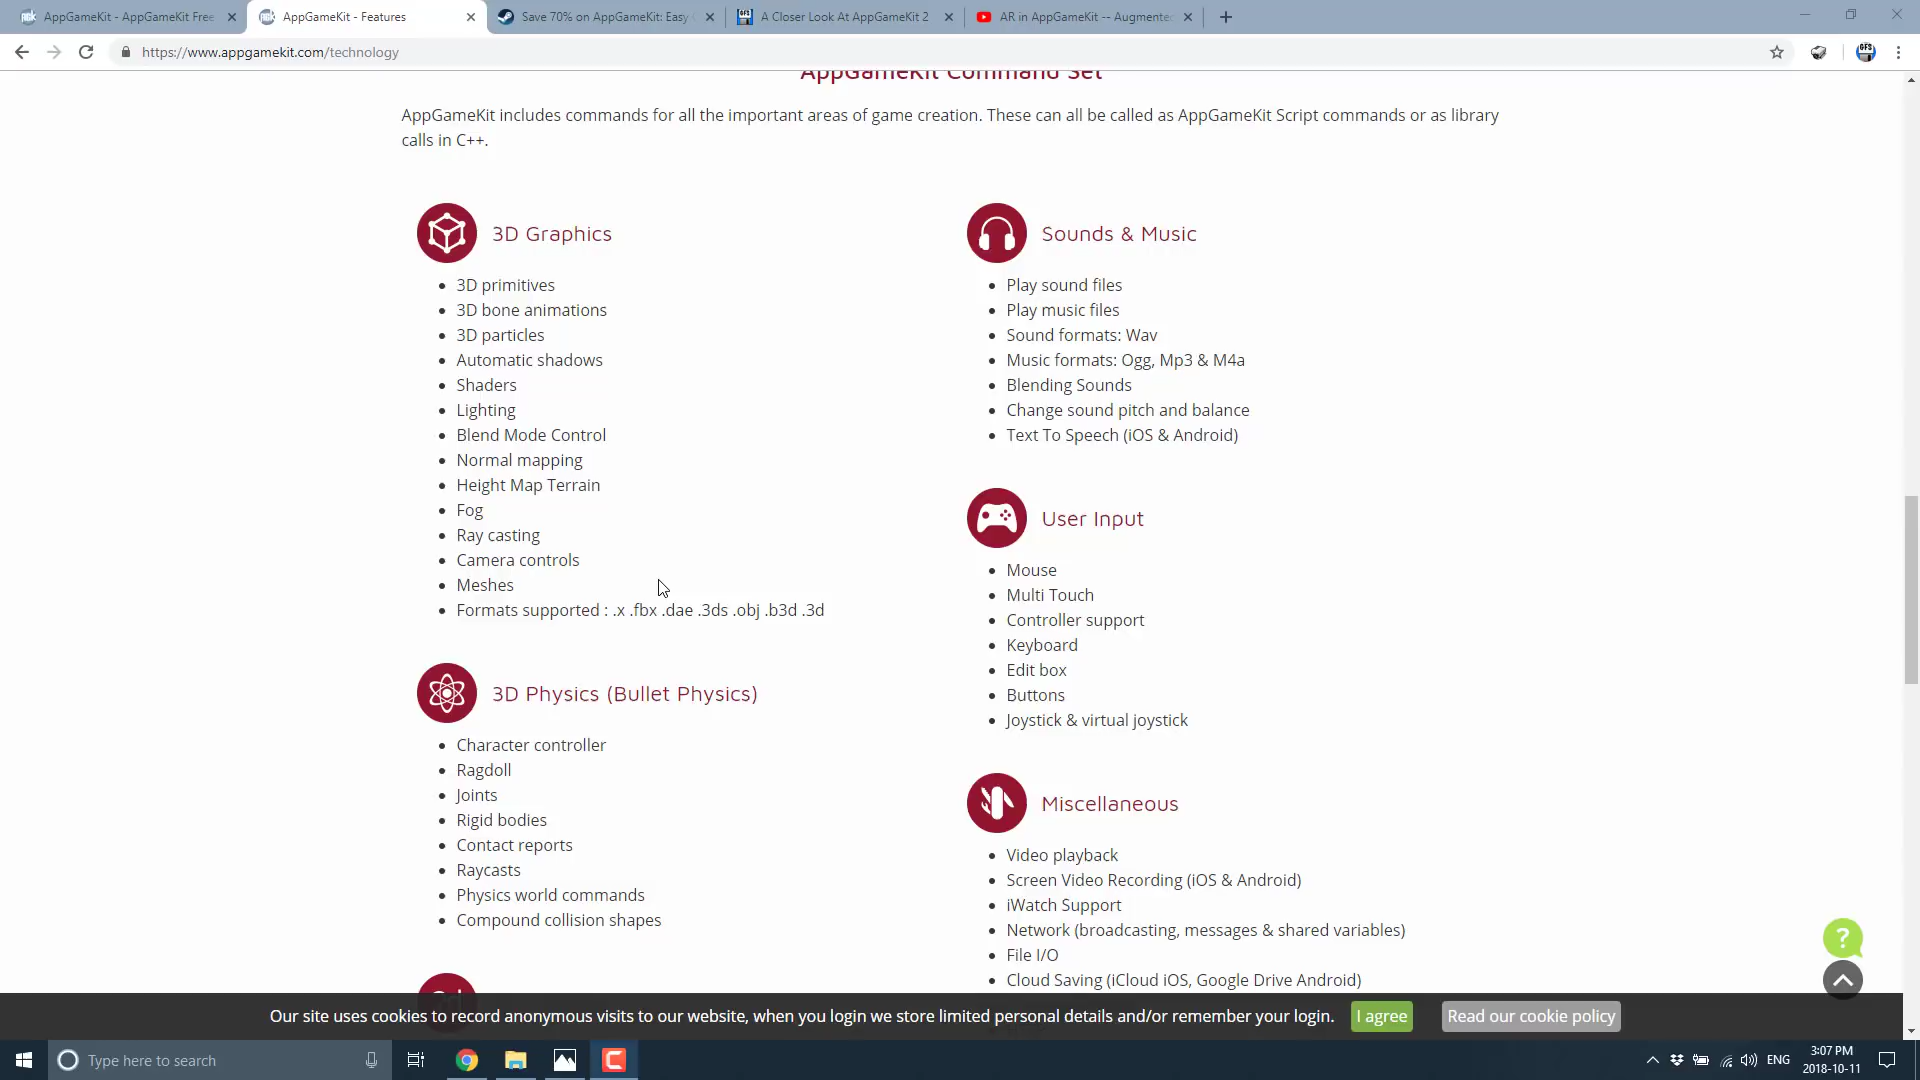 AppGameKit - AppGameKit Free
AppGameKit - Features
Save 70% on AppGameKit: Easy
A Closer Look At AppGameKit 2
AR in AppGameKit -- Augmente
https://www.appgamekit.com/technology
AppGameKit Command Set
AppGameKit includes commands for all the important areas of game creation. These can all be called as AppGameKit Script commands or as library
calls in C++.
3D Graphics
3D primitives
3D bone animations
3D particles
Automatic shadows
Shaders
Lighting
Blend Mode Control
Normal mapping
Height Map Terrain
Fog
Ray casting
Camera controls
Meshes
Formats supported : .x .fbx .dae .3ds .obj .b3d .3d
3D Physics (Bullet Physics)
Character controller
Ragdoll
Joints
Rigid bodies
Contact reports
Raycasts
Physics world commands
Compound collision shapes
Sounds & Music
Play sound files
Play music files
Sound formats: Wav
Music formats: Ogg, Mp3 & M4a
Blending Sounds
Change sound pitch and balance
Text To Speech (iOS & Android)
User Input
Mouse
Multi Touch
Controller support
Keyboard
Edit box
Buttons
Joystick & virtual joystick
Miscellaneous
Video playback
Screen Video Recording (iOS & Android)
iWatch Support
Network (broadcasting, messages & shared variables)
File I/O
Cloud Saving (iCloud iOS, Google Drive Android)
?
Our site uses cookies to record anonymous visits to our website, when you login we store limited personal details and/or remember your login.
I agree
Read our cookie policy
Type here to search
ENG
3:07 PM
2018-10-11